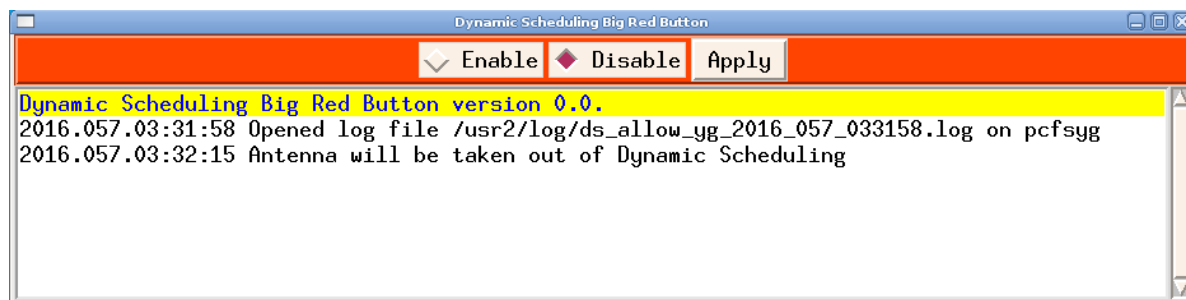 Dynamic Scheduling Big Red Button
Enable Disable Apply
Dynamic Scheduling Big Red Button version 0.0.
2016.057.03:31:58 Opened log file /usr2/log/ds_allow_yg_2016_057_033158.log on pcfsyg
2016.057.03:32:15 Antenna will be taken out of Dynamic Scheduling